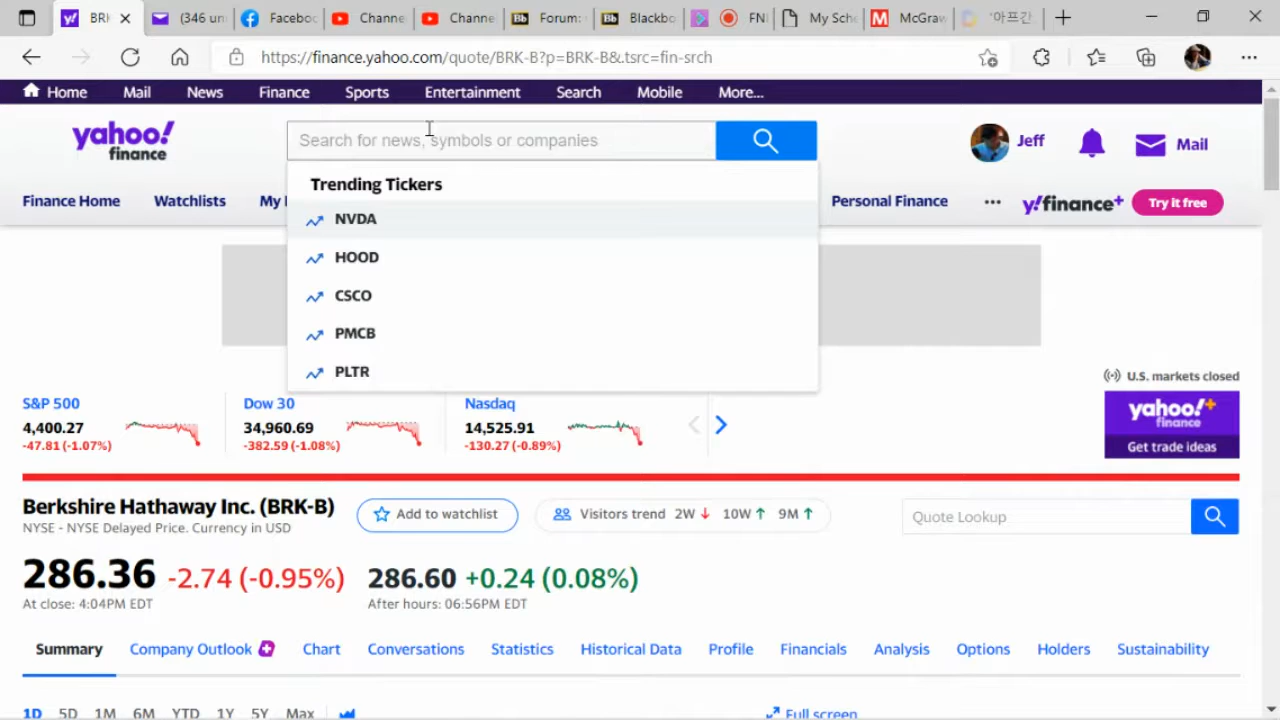 BRK
(346 un
Faceboo
Channe
Channe
Forum:
Blackbo
FN
My Sch
McGraw
'아프간
https://finance.yahoo.com/quote/BRK-B?p=BRK-B&.tsrc=fin-srch
Home Mail News Finance Sports Entertainment Search Mobile More...
yahoo!
finance
Search for news, symbols or companies
Jeff
Mail
Trending Tickers
Finance Home Watchlists My
Personal Finance ... y!finance+ Try it free
NVDA
HOOD
CSCO
PMCB
PLTR
U.S. markets closed
S&P 500
4,400.27
-47.81 (-1.07%)
Dow 30
34,960.69
-382.59 (-1.08%)
Nasdaq
14,525.91
-130.27 (-0.89%)
yahoo!+
finance
Get trade ideas
Berkshire Hathaway Inc. (BRK-B)
NYSE - NYSE Delayed Price. Currency in USD
Add to watchlist
Visitors trend 2W ↓ 10W ↑ 9M ↑
Quote Lookup
286.36 -2.74 (-0.95%)
At close: 4:04PM EDT
286.60 +0.24 (0.08%)
After hours: 06:56PM EDT
Summary Company Outlook Chart Conversations Statistics Historical Data Profile Financials Analysis Options Holders Sustainability
1D 5D 1M 6M YTD 1Y 5Y Max
Full screen